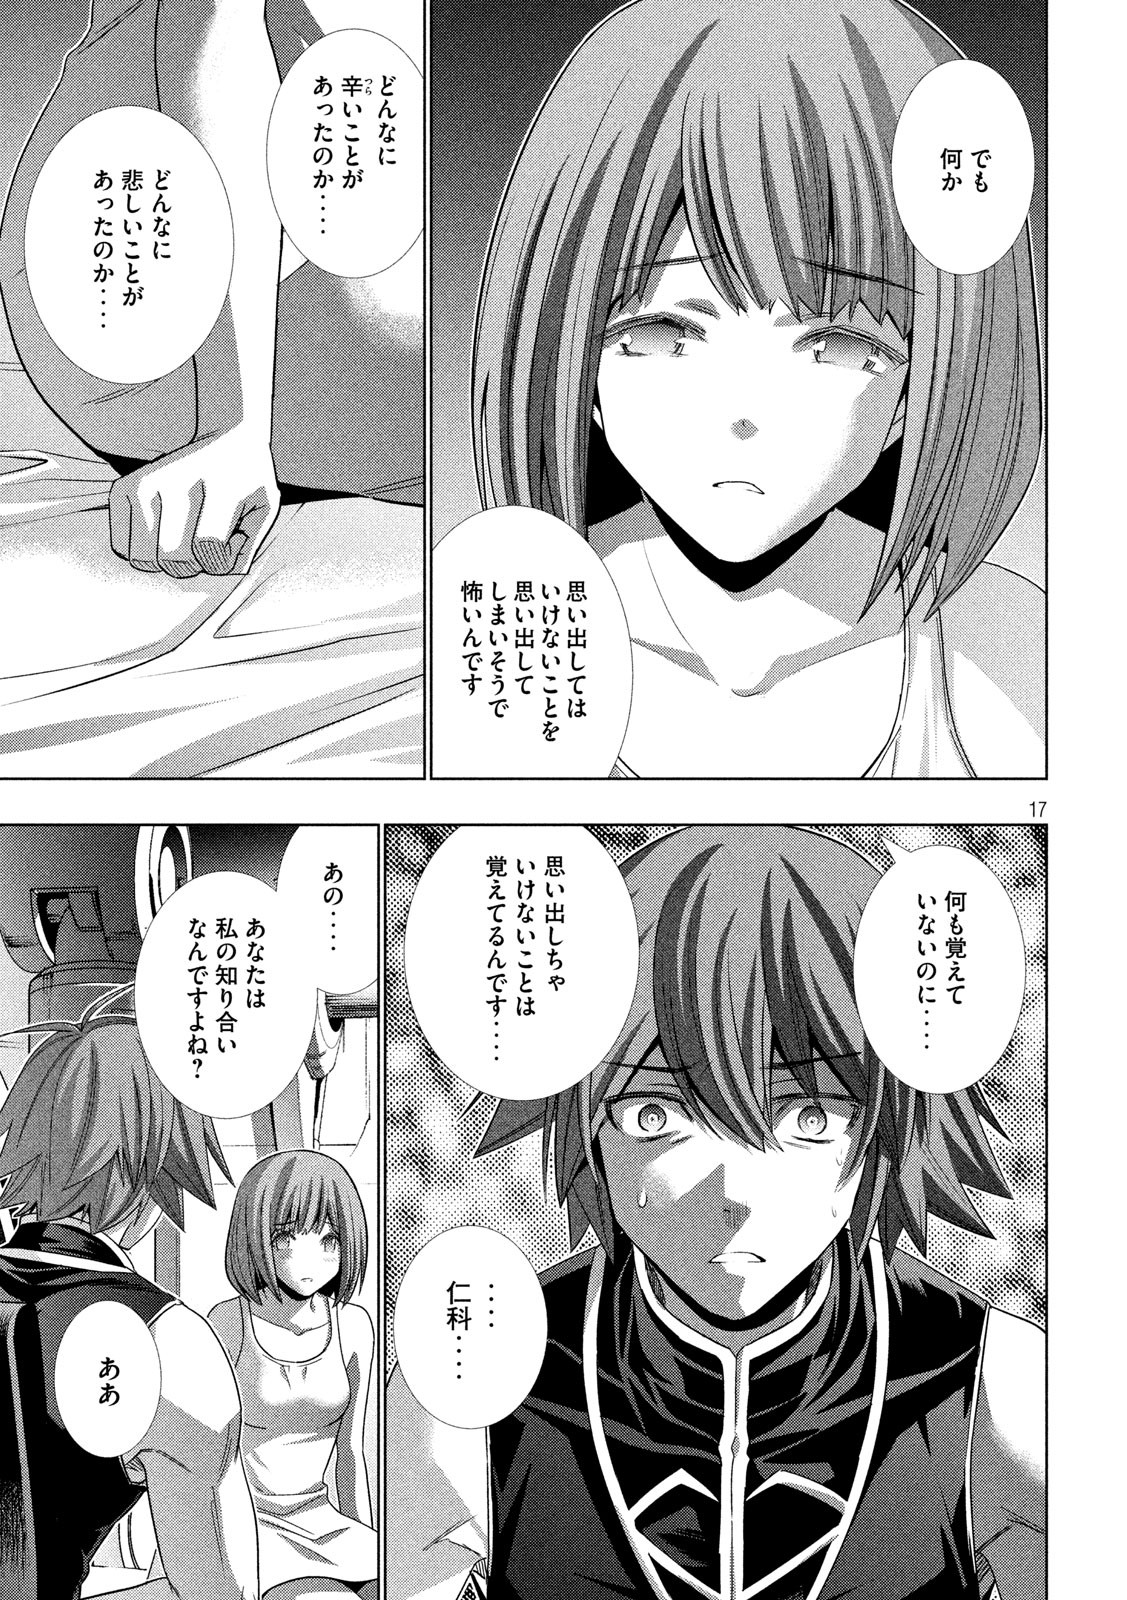 でも
何か
思い出しては
いけないことを
思い出して
しまいそうで
怖いんです
どんなに
辛いことが
つら
あったのか‥‥
どんなに
悲しいことが
あったのか‥‥
17
何も覚えて
いないのに‥‥
思い出しちゃ
いけないことは
覚えてるんです‥‥
‥‥
仁科‥‥
あの‥‥
あなたは
私の知り合い
なんですよね?
ああ